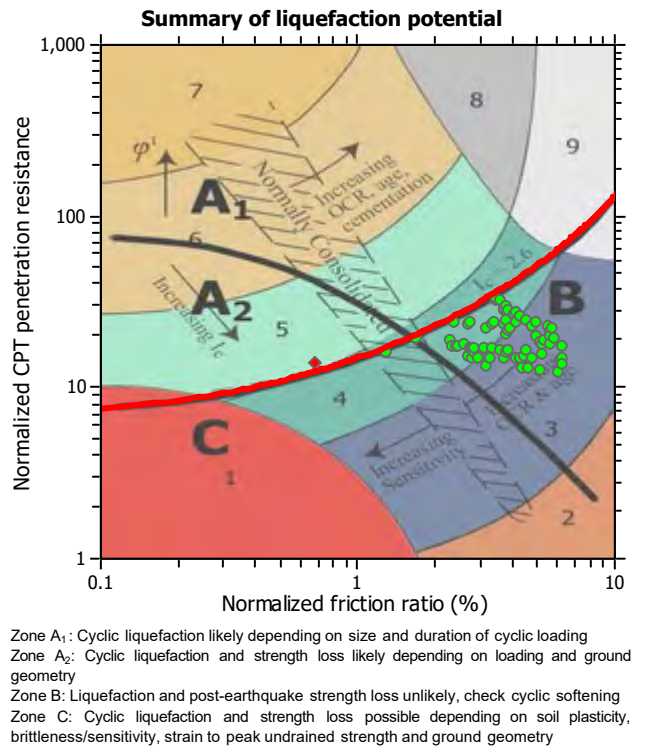 Summary of liquefaction potential
Normalized CPT penetration resistance
1,000
100
10
1
7
8
9
φ'
A1
Increasing
OCR, age,
cementation
Normally Consolidated
6
A2
Increasing Ic
5
Ic = 2.6
B
4
Increasing
OCR & age
3
C
1
Increasing
Sensitivity
2
0.1
1
10
Normalized friction ratio (%)
Zone A1: Cyclic liquefaction likely depending on size and duration of cyclic loading
Zone A2: Cyclic liquefaction and strength loss likely depending on loading and ground
geometry
Zone B: Liquefaction and post-earthquake strength loss unlikely, check cyclic softening
Zone C: Cyclic liquefaction and strength loss possible depending on soil plasticity,
brittleness/sensitivity, strain to peak undrained strength and ground geometry